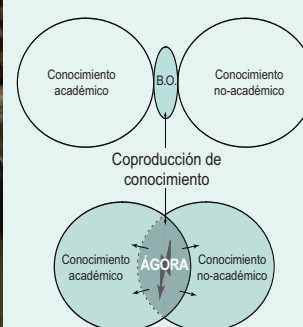 Conocimiento
académico
B.O.
Conocimiento
no-académico
Coproducción de
conocimiento
Conocimiento
académico
ÁGORA
Conocimiento
no-académico